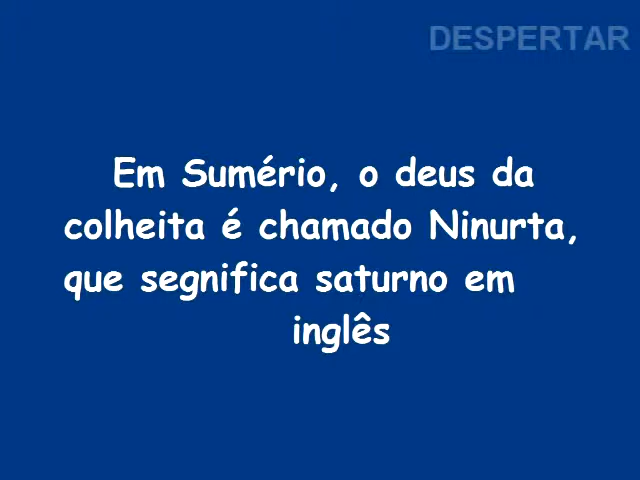 DESPERTAR
Em Sumério, o deus da
colheita é chamado Ninurta,
que segnifica saturno em
inglês